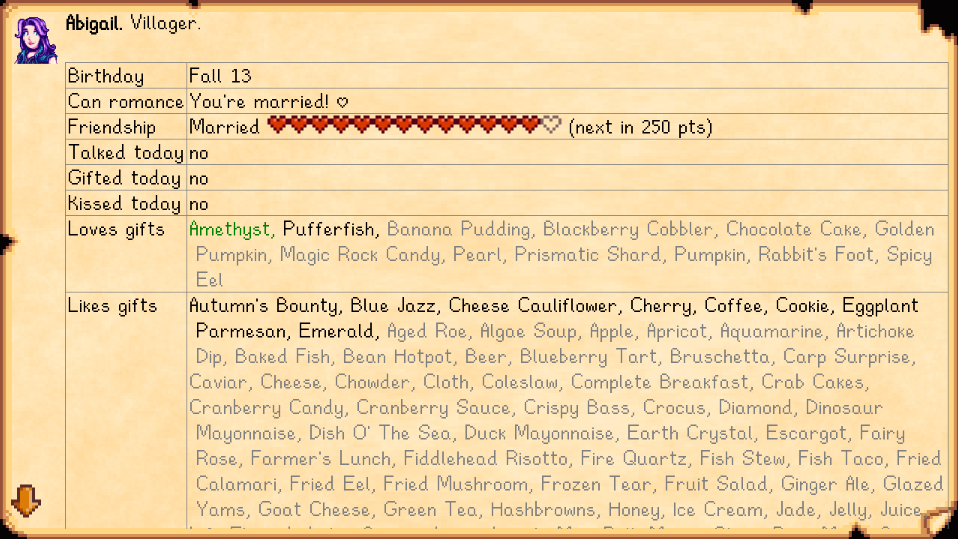 Abigail. Villager.
Birthday Fall 13
Can romance You're married! ♡
Friendship Married (next in 250 pts)
Talked today no
Gifted today no
Kissed today no
Loves gifts Amethyst, Pufferfish, Banana Pudding, Blackberry Cobbler, Chocolate Cake, Golden
Pumpkin, Magic Rock Candy, Pearl, Prismatic Shard, Pumpkin, Rabbit's Foot, Spicy
Eel
Likes gifts Autumn's Bounty, Blue Jazz, Cheese Cauliflower, Cherry, Coffee, Cookie, Eggplant
Parmesan, Emerald, Aged Roe, Algae Soup, Apple, Apricot, Aquamarine, Artichoke
Dip, Baked Fish, Bean Hotpot, Beer, Blueberry Tart, Bruschetta, Carp Surprise,
Caviar, Cheese, Chowder, Cloth, Coleslaw, Complete Breakfast, Crab Cakes,
Cranberry Candy, Cranberry Sauce, Crispy Bass, Crocus, Diamond, Dinosaur
Mayonnaise, Dish O' The Sea, Duck Mayonnaise, Earth Crystal, Escargot, Fairy
Rose, Farmer's Lunch, Fiddlehead Risotto, Fire Quartz, Fish Stew, Fish Taco, Fried
Calamari, Fried Eel, Fried Mushroom, Frozen Tear, Fruit Salad, Ginger Ale, Glazed
Yams, Goat Cheese, Green Tea, Hashbrowns, Honey, Ice Cream, Jade, Jelly, Juice,